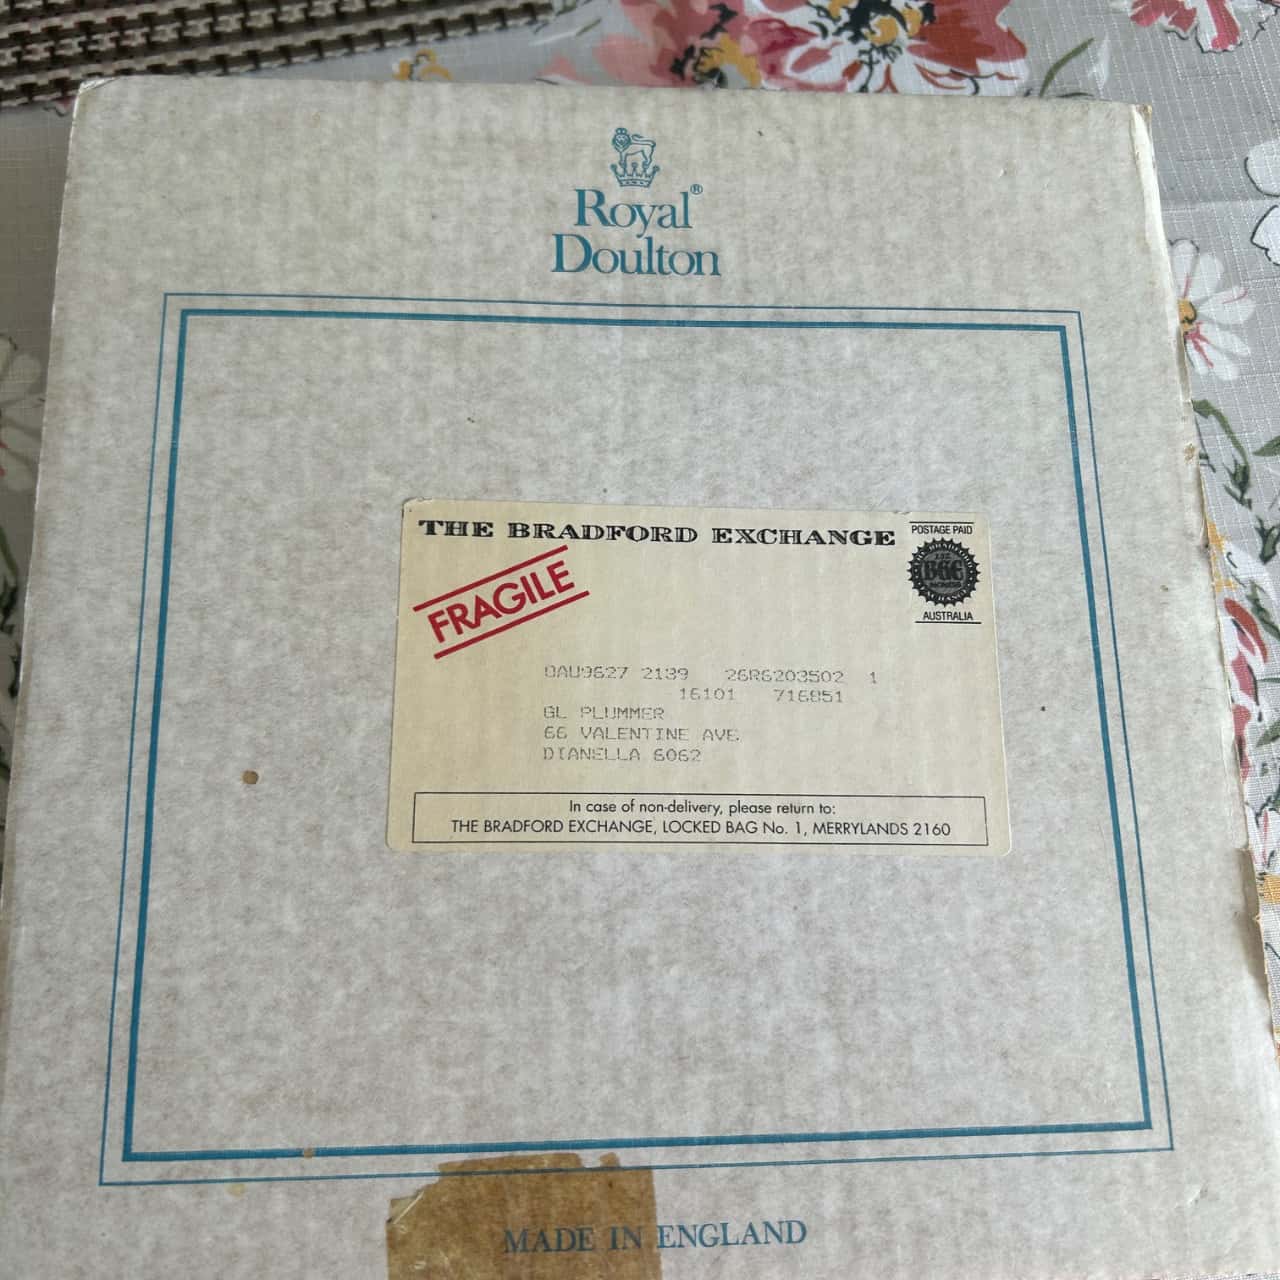 Royal®
Doulton
THE BRADFORD EXCHANGE
POSTAGE PAID
BGE
AUSTRALIA
FRAGILE
2139 26R6203502 1
16101 716851
GL PLUMMER
66 VALENTINE AVE
DIANELLA 6062
In case of non-delivery, please return to:
THE BRADFORD EXCHANGE, LOCKED BAG No. 1, MERRYLANDS 2160
MADE IN ENGLAND